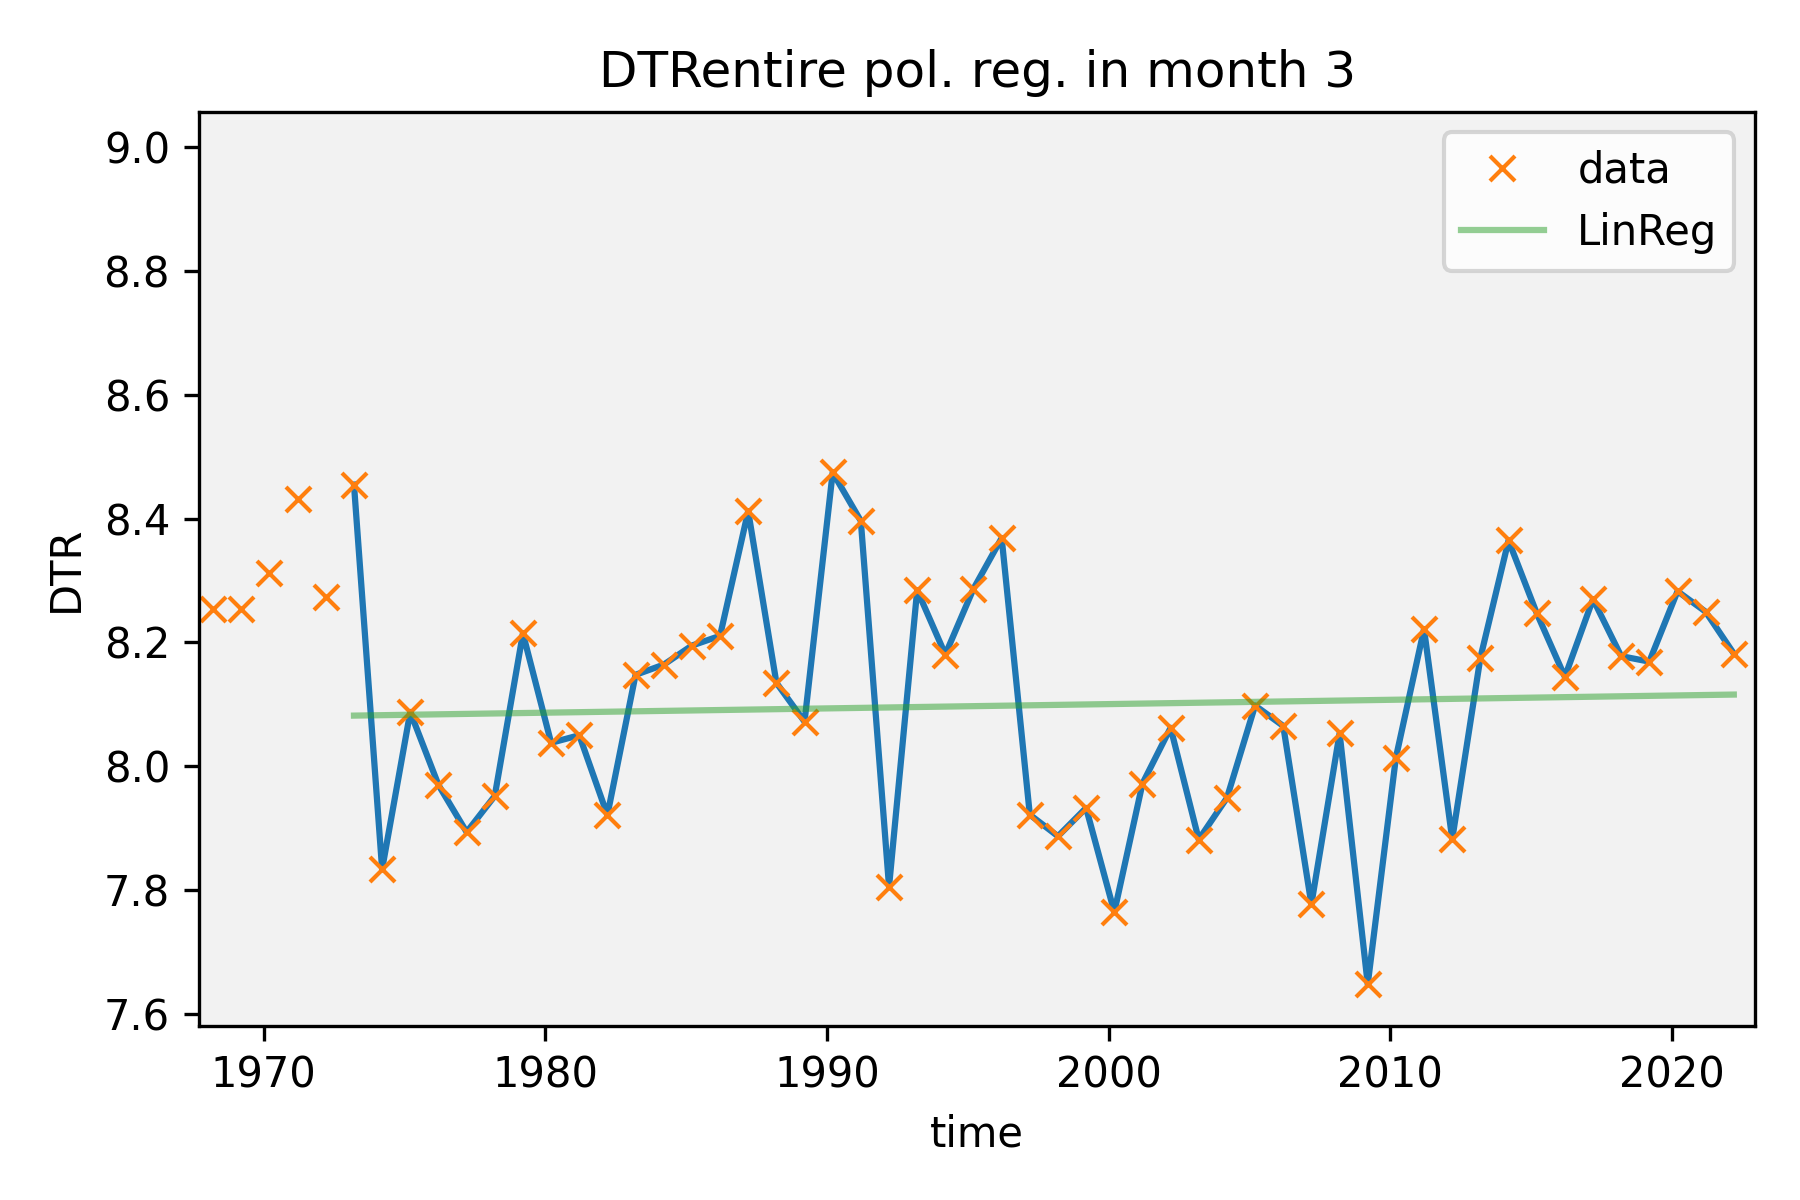 DTRentire pol. reg. in month 3
data
LinReg
9.0
8.8
8.6
8.4
8.2
8.0
7.8
7.6
DTR
1970 1980 1990 2000 2010 2020
time